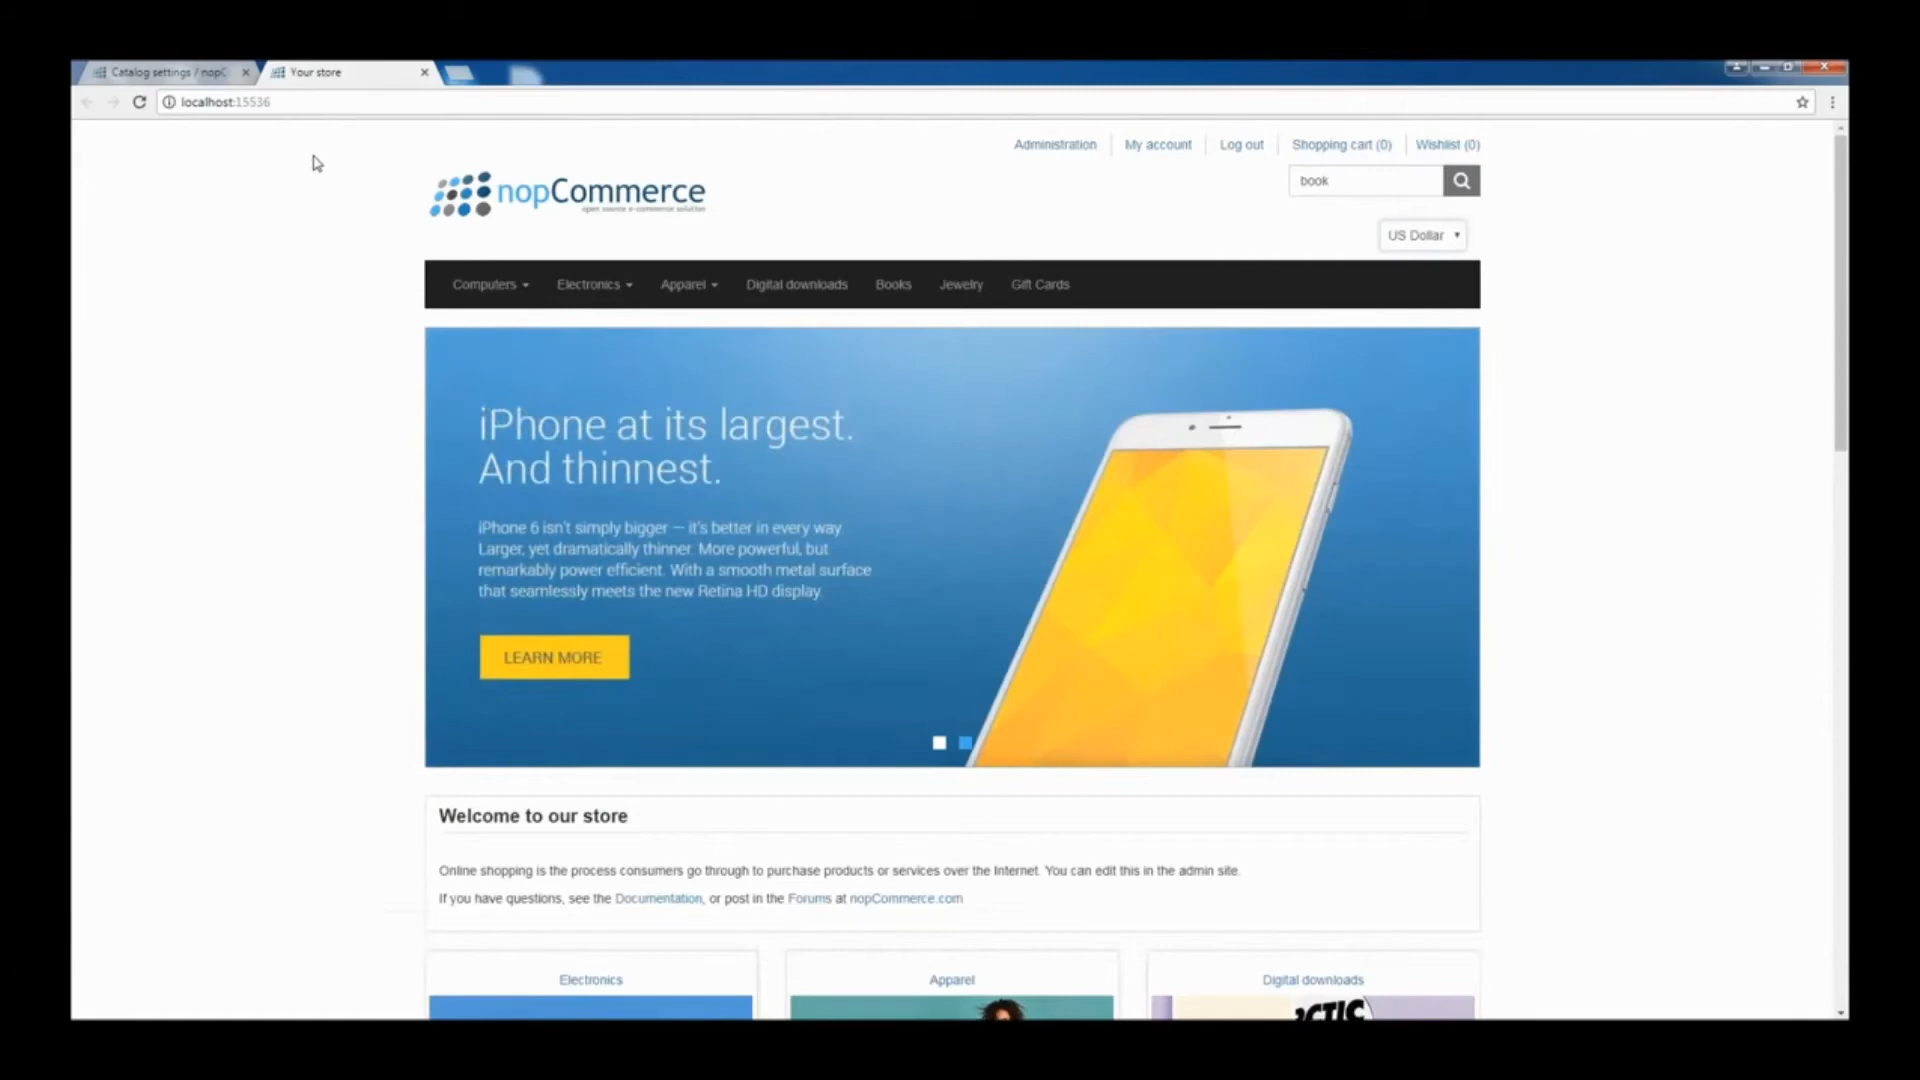 Catalog settings / nopC
Your store
localhost:15536
Administration
My account
Log out
Shopping cart (0)
Wishlist (0)
nopCommerce
open source e-commerce solution
book
US Dollar
Computers
Electronics
Apparel
Digital downloads
Books
Jewelry
Gift Cards
iPhone at its largest.
And thinnest.
iPhone 6 isn't simply bigger – it's better in every way.
Larger, yet dramatically thinner. More powerful, but
remarkably power efficient. With a smooth metal surface
that seamlessly meets the new Retina HD display.
LEARN MORE
Welcome to our store
Online shopping is the process consumers go through to purchase products or services over the Internet. You can edit this in the admin site.
If you have questions, see the Documentation, or post in the Forums at nopCommerce.com
Electronics
Apparel
Digital downloads